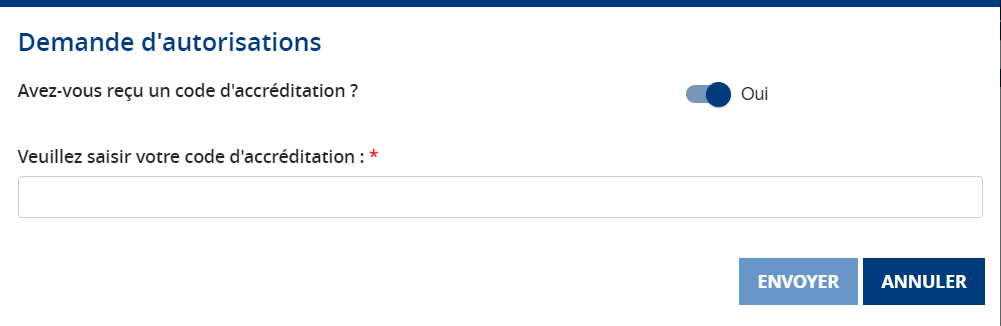 Demande d'autorisations
Avez-vous reçu un code d'accréditation ?
Oui
Veuillez saisir votre code d'accréditation : *
ENVOYER
ANNULER